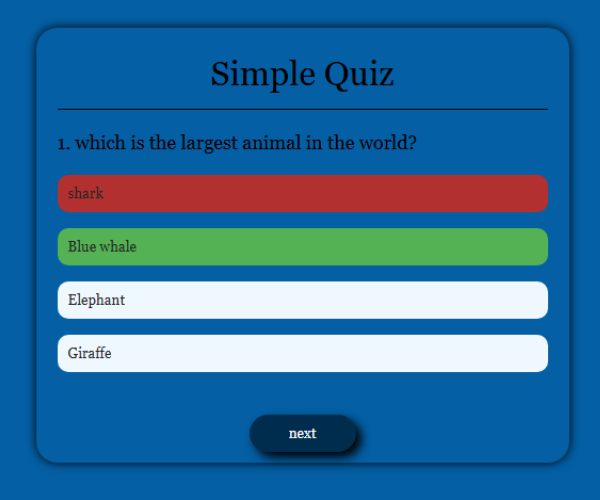 Simple Quiz
1. which is the largest animal in the world?
shark
Blue whale
Elephant
Giraffe
next